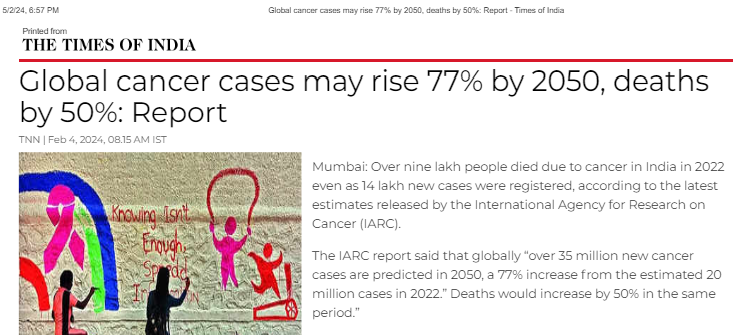 5/2/24, 6:57 PM
Global cancer cases may rise 77% by 2050, deaths by 50%: Report - Times of India
Printed from
THE TIMES OF INDIA
Global cancer cases may rise 77% by 2050, deaths
by 50%: Report
TNN | Feb 4, 2024, 08.15 AM IST
Knowing Isn't
Enough,
Spread
Mumbai: Over nine lakh people died due to cancer in India in 2022
even as 14 lakh new cases were registered, according to the latest
estimates released by the International Agency for Research on
Cancer (IARC).
The IARC report said that globally “over 35 million new cancer
cases are predicted in 2050, a 77% increase from the estimated 20
million cases in 2022.” Deaths would increase by 50% in the same
period.”